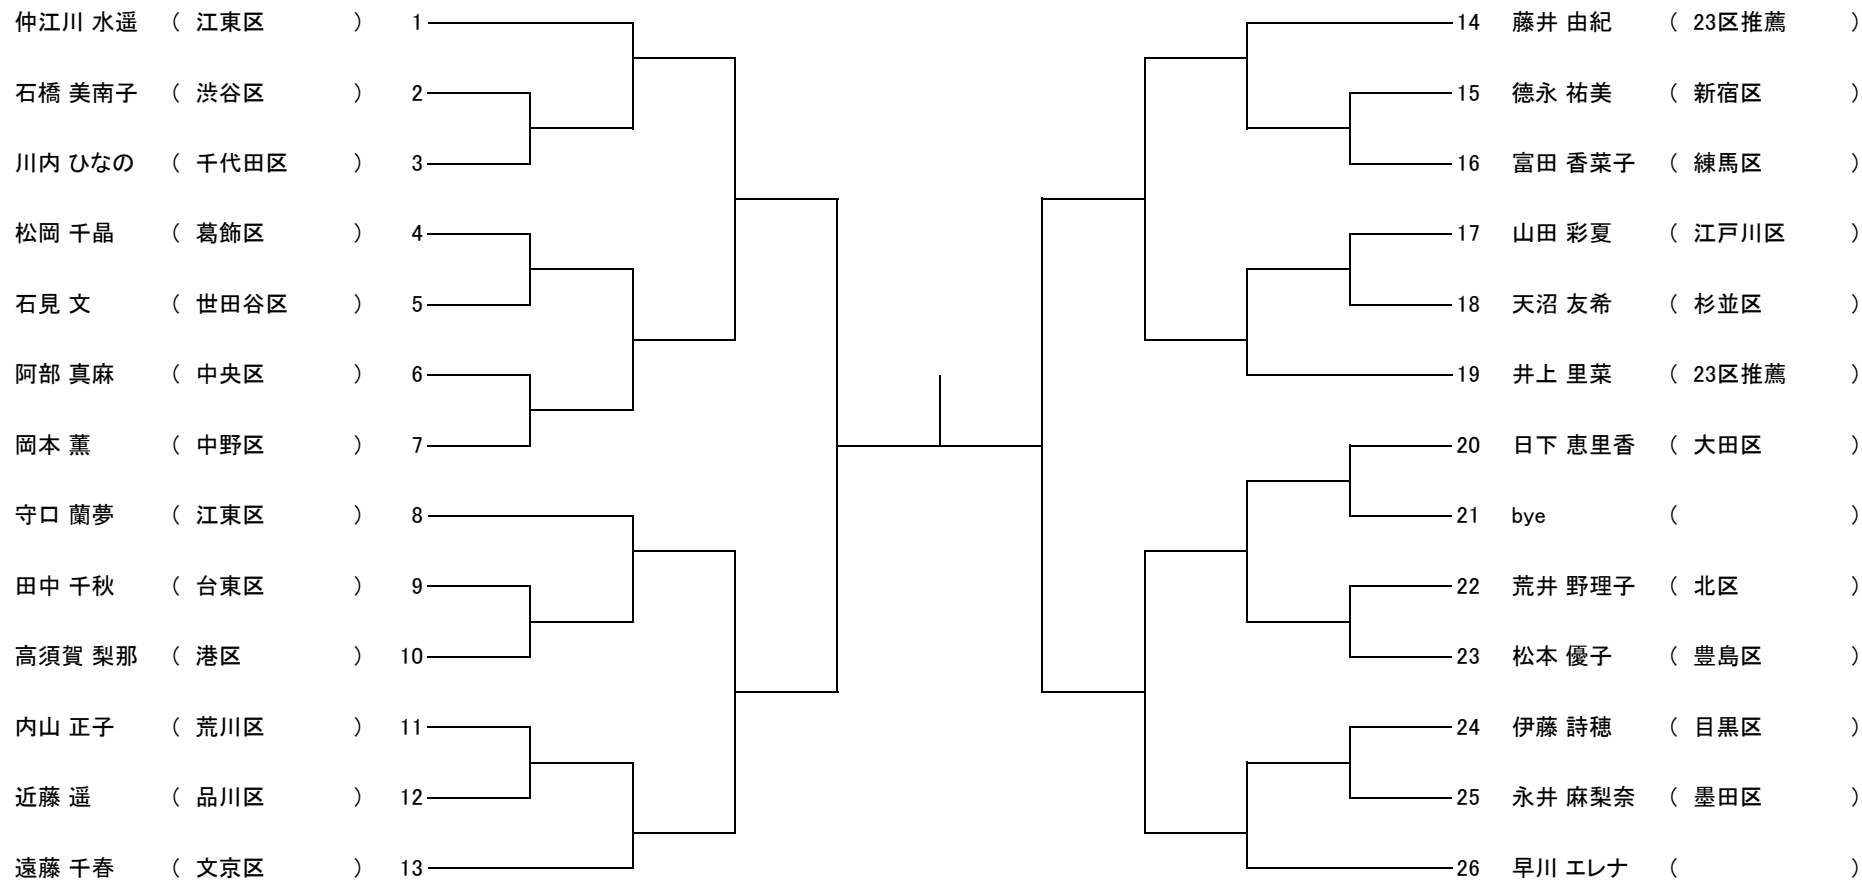 仲江川 水遥 （ 江東区 ） 1
石橋 美南子 （ 渋谷区 ） 2
川内 ひなの （ 千代田区 ） 3
松岡 千晶 （ 葛飾区 ） 4
石見 文 （ 世田谷区 ） 5
阿部 真麻 （ 中央区 ） 6
岡本 薫 （ 中野区 ） 7
守口 蘭夢 （ 江東区 ） 8
田中 千秋 （ 台東区 ） 9
高須賀 梨那 （ 港区 ） 10
内山 正子 （ 荒川区 ） 11
近藤 遥 （ 品川区 ） 12
遠藤 千春 （ 文京区 ） 13
14 藤井 由紀 （ 23区推薦 ）
15 德永 祐美 （ 新宿区 ）
16 富田 香菜子 （ 練馬区 ）
17 山田 彩夏 （ 江戸川区 ）
18 天沼 友希 （ 杉並区 ）
19 井上 里菜 （ 23区推薦 ）
20 日下 恵里香 （ 大田区 ）
21 bye （ ）
22 荒井 野理子 （ 北区 ）
23 松本 優子 （ 豊島区 ）
24 伊藤 詩穂 （ 目黒区 ）
25 永井 麻梨奈 （ 墨田区 ）
26 早川 エレナ （ ）